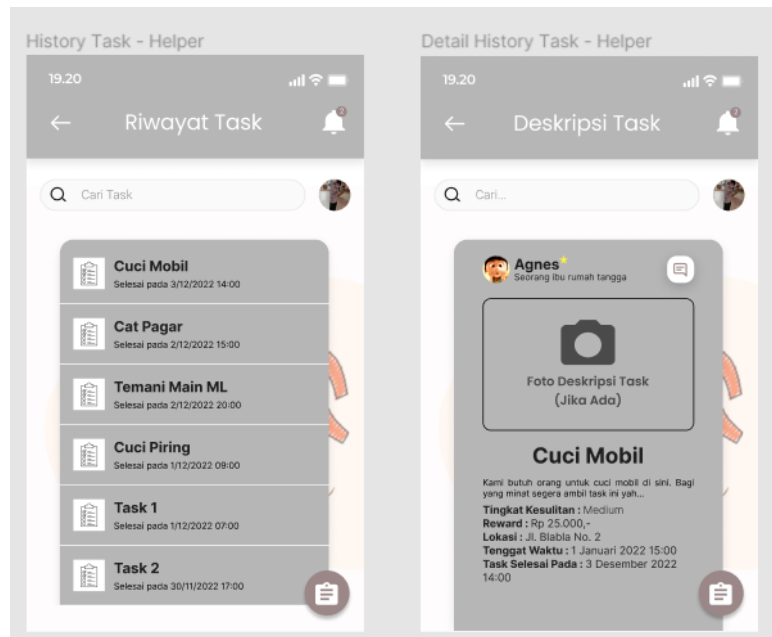 History Task - Helper
19.20
Riwayat Task
2
Cari Task
Cuci Mobil
Selesai pada 3/12/2022 14:00
Cat Pagar
Selesai pada 2/12/2022 15:00
Temani Main ML
Selesai pada 2/12/2022 20:00
Cuci Piring
Selesai pada 1/12/2022 09:00
Task 1
Selesai pada 1/12/2022 07:00
Task 2
Selesai pada 30/11/2022 17:00
Detail History Task - Helper
19.20
Deskripsi Task
2
Cari...
Agnes
Seorang ibu rumah tangga
Foto Deskripsi Task
(Jika Ada)
Cuci Mobil
Kami butuh orang untuk cuci mobil di sini. Bagi
yang minat segera ambil task ini yah...
Tingkat Kesulitan : Medium
Reward : Rp 25.000,-
Lokasi : Jl. Blabla No. 2
Tenggat Waktu : 1 Januari 2022 15:00
Task Selesai Pada : 3 Desember 2022
14:00